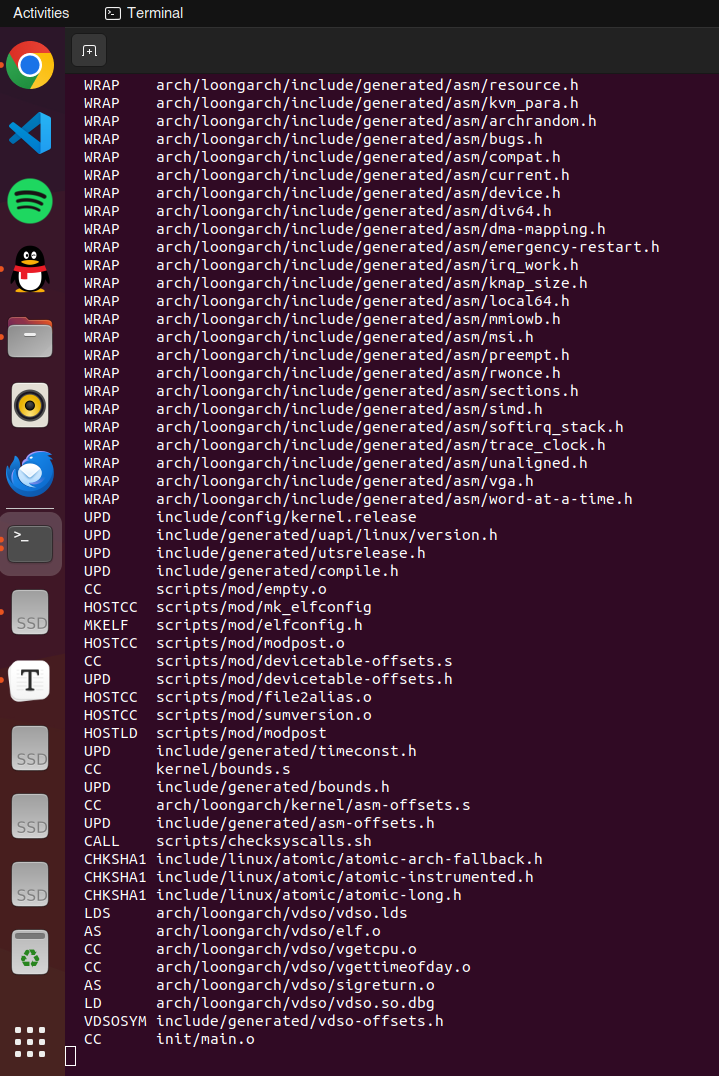 Activities
Terminal
WRAP arch/loongarch/include/generated/asm/resource.h
WRAP arch/loongarch/include/generated/asm/kvm_para.h
WRAP arch/loongarch/include/generated/asm/archrandom.h
WRAP arch/loongarch/include/generated/asm/bugs.h
WRAP arch/loongarch/include/generated/asm/compat.h
WRAP arch/loongarch/include/generated/asm/current.h
WRAP arch/loongarch/include/generated/asm/device.h
WRAP arch/loongarch/include/generated/asm/div64.h
WRAP arch/loongarch/include/generated/asm/dma-mapping.h
WRAP arch/loongarch/include/generated/asm/emergency-restart.h
WRAP arch/loongarch/include/generated/asm/irq_work.h
WRAP arch/loongarch/include/generated/asm/kmap_size.h
WRAP arch/loongarch/include/generated/asm/local64.h
WRAP arch/loongarch/include/generated/asm/mmiowb.h
WRAP arch/loongarch/include/generated/asm/msi.h
WRAP arch/loongarch/include/generated/asm/preempt.h
WRAP arch/loongarch/include/generated/asm/rwonce.h
WRAP arch/loongarch/include/generated/asm/sections.h
WRAP arch/loongarch/include/generated/asm/simd.h
WRAP arch/loongarch/include/generated/asm/softirq_stack.h
WRAP arch/loongarch/include/generated/asm/trace_clock.h
WRAP arch/loongarch/include/generated/asm/unaligned.h
WRAP arch/loongarch/include/generated/asm/vga.h
WRAP arch/loongarch/include/generated/asm/word-at-a-time.h
UPD include/config/kernel.release
UPD include/generated/uapi/linux/version.h
UPD include/generated/utsrelease.h
UPD include/generated/compile.h
CC scripts/mod/empty.o
HOSTCC scripts/mod/mk_elfconfig
MKELF scripts/mod/elfconfig.h
HOSTCC scripts/mod/modpost.o
CC scripts/mod/devicetable-offsets.s
UPD scripts/mod/devicetable-offsets.h
HOSTCC scripts/mod/file2alias.o
HOSTCC scripts/mod/sumversion.o
HOSTLD scripts/mod/modpost
UPD include/generated/timeconst.h
CC kernel/bounds.s
UPD include/generated/bounds.h
CC arch/loongarch/kernel/asm-offsets.s
UPD include/generated/asm-offsets.h
CALL scripts/checksyscalls.sh
CHKSHA1 include/linux/atomic/atomic-arch-fallback.h
CHKSHA1 include/linux/atomic/atomic-instrumented.h
CHKSHA1 include/linux/atomic/atomic-long.h
LDS arch/loongarch/vdso/vdso.lds
AS arch/loongarch/vdso/elf.o
CC arch/loongarch/vdso/vgetcpu.o
CC arch/loongarch/vdso/vgettimeofday.o
AS arch/loongarch/vdso/sigreturn.o
LD arch/loongarch/vdso/vdso.so.dbg
VDSOSYM include/generated/vdso-offsets.h
CC init/main.o
>_
SSD
T
SSD
SSD
SSD